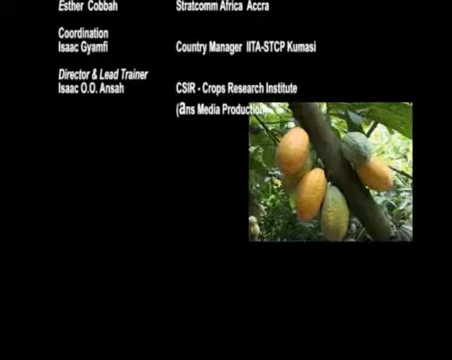 Esther Cobbah Stratcomm Africa Accra
Coordination
Isaac Gyamfi Country Manager IITA-STCP Kumasi
Director & Lead Trainer
Isaac O.O. Ansah CSIR - Crops Research Institute
(ans Media Production)